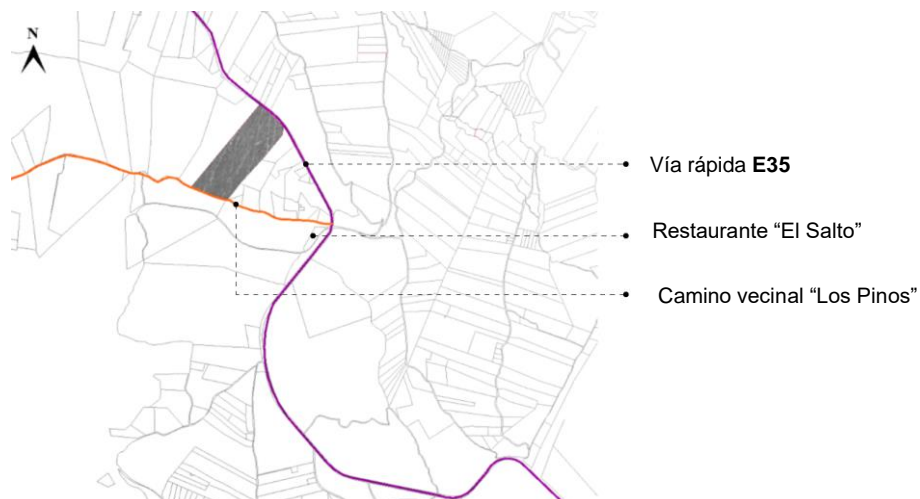 N
Vía rápida E35
Restaurante “El Salto”
Camino vecinal “Los Pinos”